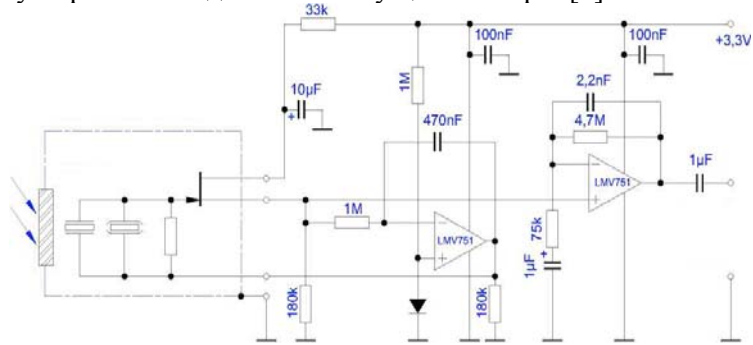 33k
100nF
100nF
+3,3V
1M
2,2nF
10µF
+
470nF
4,7M
1µF
LMV751
1M
75k
LMV751
1µF
+
180k
180k